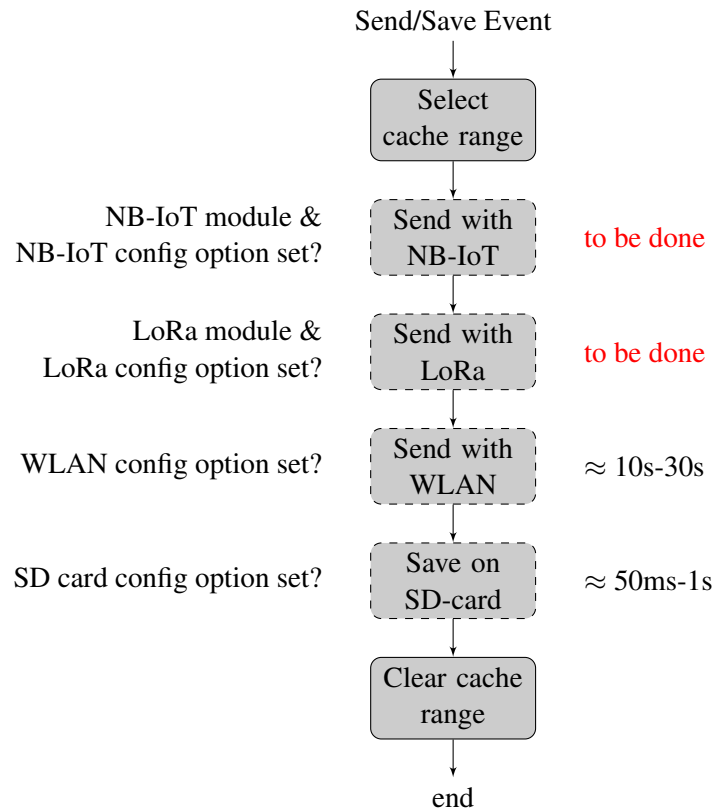 Send/Save Event
Select
cache range
NB-IoT module &
NB-IoT config option set?
Send with
NB-IoT
to be done
LoRa module &
LoRa config option set?
Send with
LoRa
to be done
WLAN config option set?
Send with
WLAN
≈ 10s-30s
SD card config option set?
Save on
SD-card
≈ 50ms-1s
Clear cache
range
end